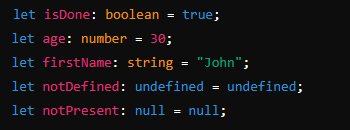 let isDone: boolean = true;
let age: number = 30;
let firstName: string = "John";
let notDefined: undefined = undefined;
let notPresent: null = null;